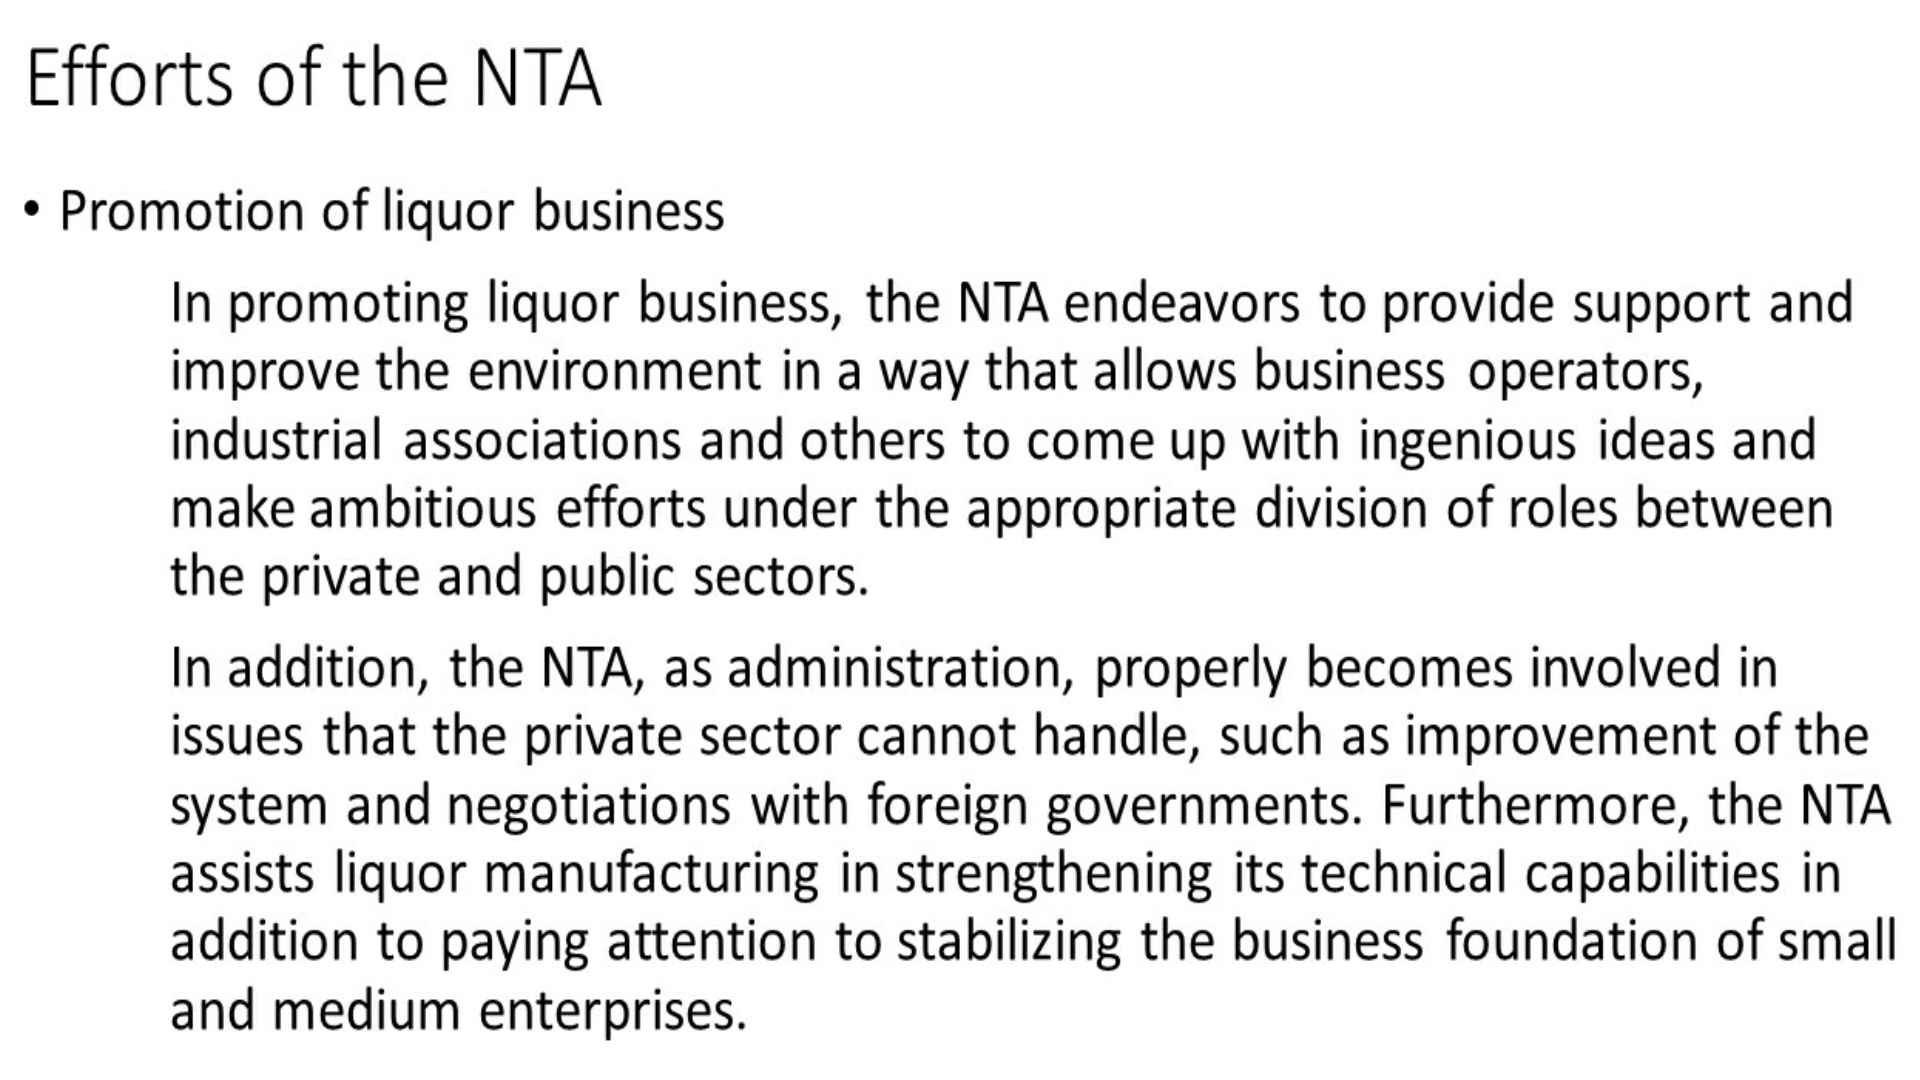 Efforts of the NTA
• Promotion of liquor business
In promoting liquor business, the NTA endeavors to provide support and
improve the environment in a way that allows business operators,
industrial associations and others to come up with ingenious ideas and
make ambitious efforts under the appropriate division of roles between
the private and public sectors.
In addition, the NTA, as administration, properly becomes involved in
issues that the private sector cannot handle, such as improvement of the
system and negotiations with foreign governments. Furthermore, the NTA
assists liquor manufacturing in strengthening its technical capabilities in
addition to paying attention to stabilizing the business foundation of small
and medium enterprises.